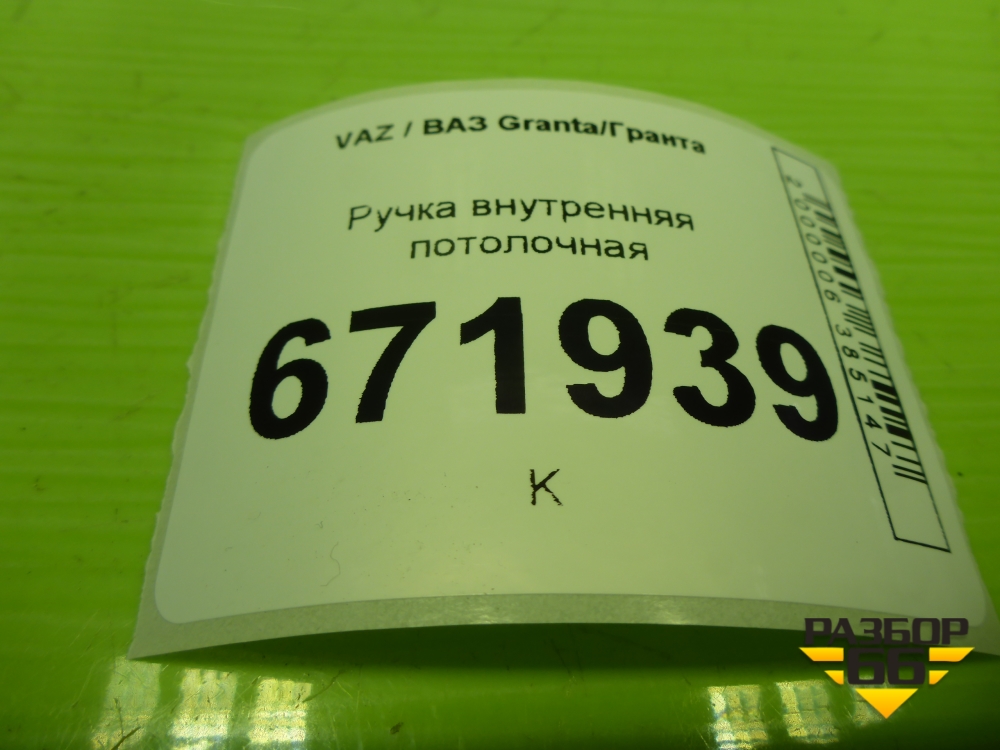 VAZ / ВАЗ Granta/Гранта
Ручка внутренняя
потолочная
671939
К
2000006385147
РАЗБОР
66